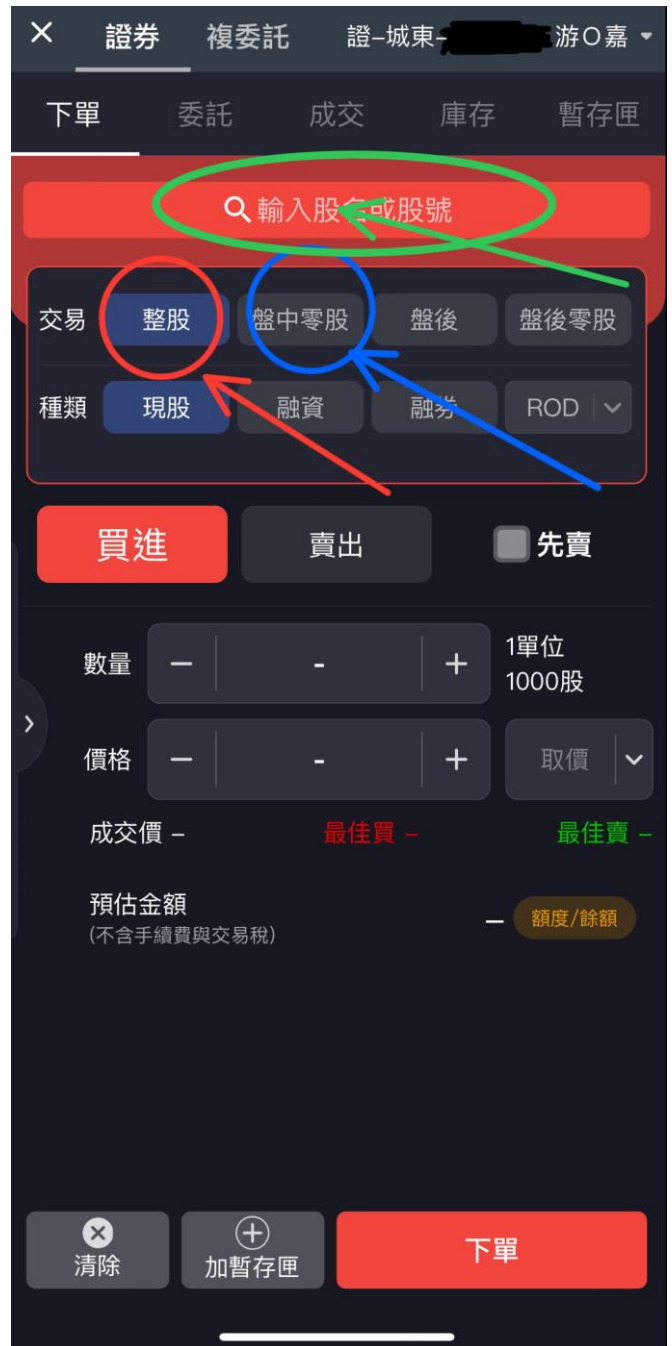 證券 複委託 證-城東- 游O嘉
下單 委託 成交 庫存 暫存匣
輸入股名或股號
交易 整股 盤中零股 盤後 盤後零股
種類 現股 融資 融券 ROD
買進 賣出 先賣
數量 - 1單位
1000股
價格 - 取價
成交價 – 最佳買 – 最佳賣 –
預估金額
(不含手續費與交易稅) – 額度/餘額
清除 加暫存匣 下單